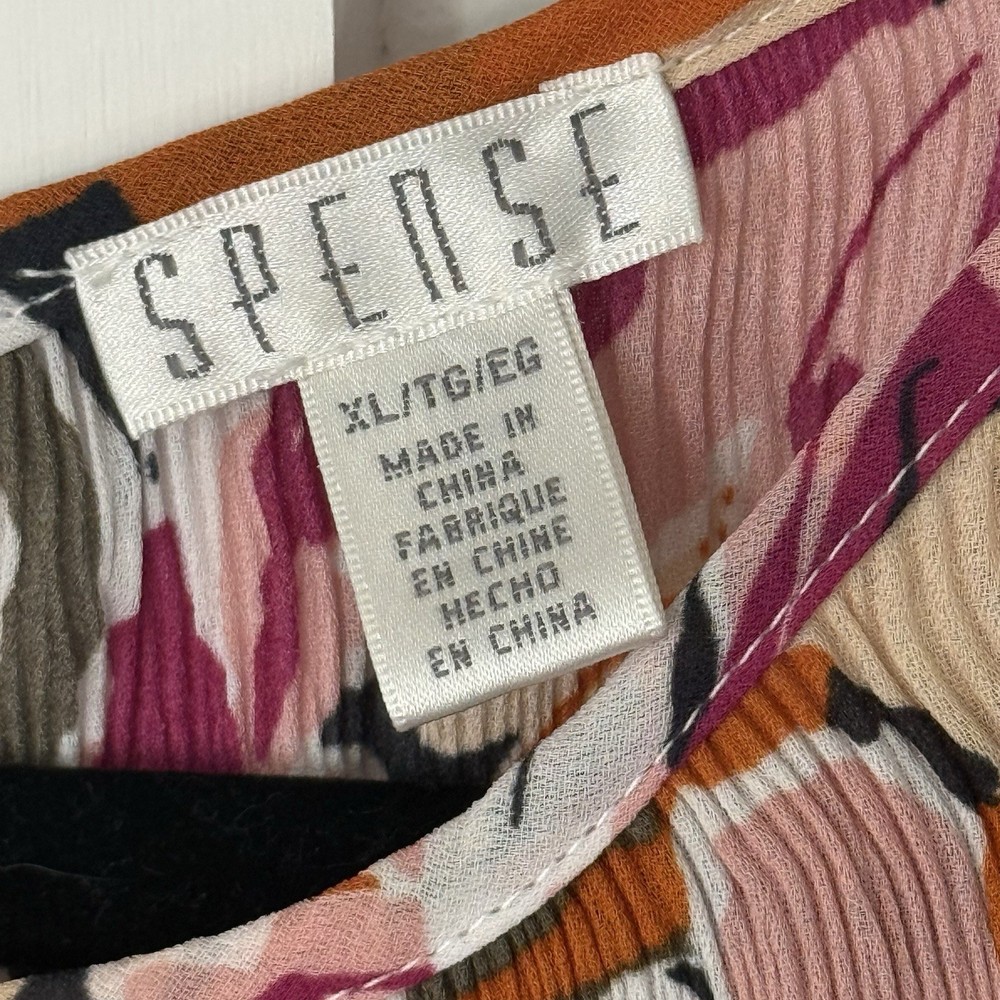 SPENSE
XL/TG/EG
MADE IN
CHINA
FABRIQUE
EN CHINE
HECHO
EN CHINA